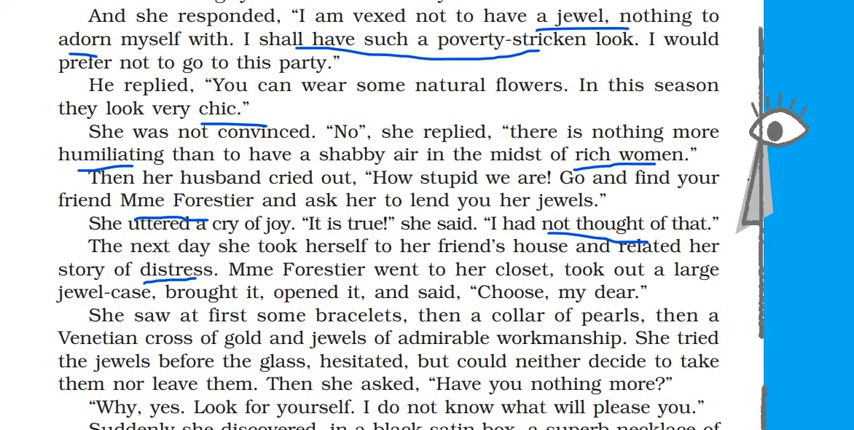 And she responded, “I am vexed not to have a jewel, nothing to
adorn myself with. I shall have such a poverty-stricken look. I would
prefer not to go to this party.”
He replied, “You can wear some natural flowers. In this season
they look very chic.”
She was not convinced. “No”, she replied, “there is nothing more
humiliating than to have a shabby air in the midst of rich women.”
Then her husband cried out, “How stupid we are! Go and find your
friend Mme Forestier and ask her to lend you her jewels.”
She uttered a cry of joy. “It is true!” she said. “I had not thought of that.”
The next day she took herself to her friend’s house and related her
story of distress. Mme Forestier went to her closet, took out a large
jewel-case, brought it, opened it, and said, “Choose, my dear.”
She saw at first some bracelets, then a collar of pearls, then a
Venetian cross of gold and jewels of admirable workmanship. She tried
the jewels before the glass, hesitated, but could neither decide to take
them nor leave them. Then she asked, “Have you nothing more?”
“Why, yes. Look for yourself. I do not know what will please you.”
Suddenly she discovered, in a black satin box, a superb necklace of